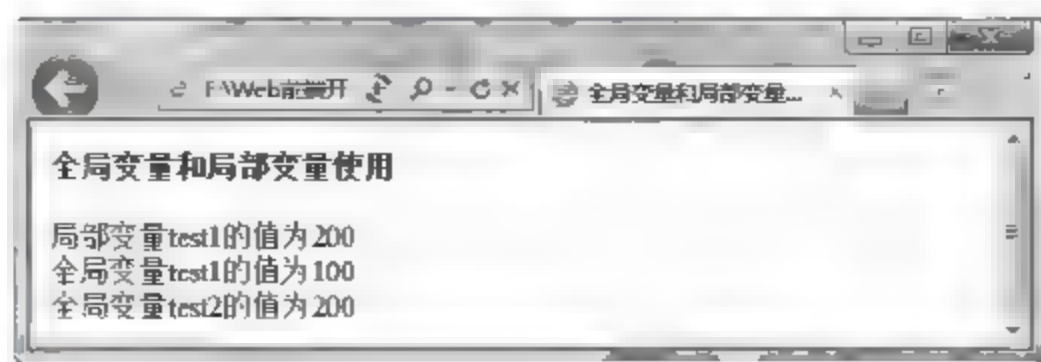 F:\Web前端开
全局变量和局部变量...
全局变量和局部变量使用
局部变量test1的值为200
全局变量test1的值为100
全局变量test2的值为200